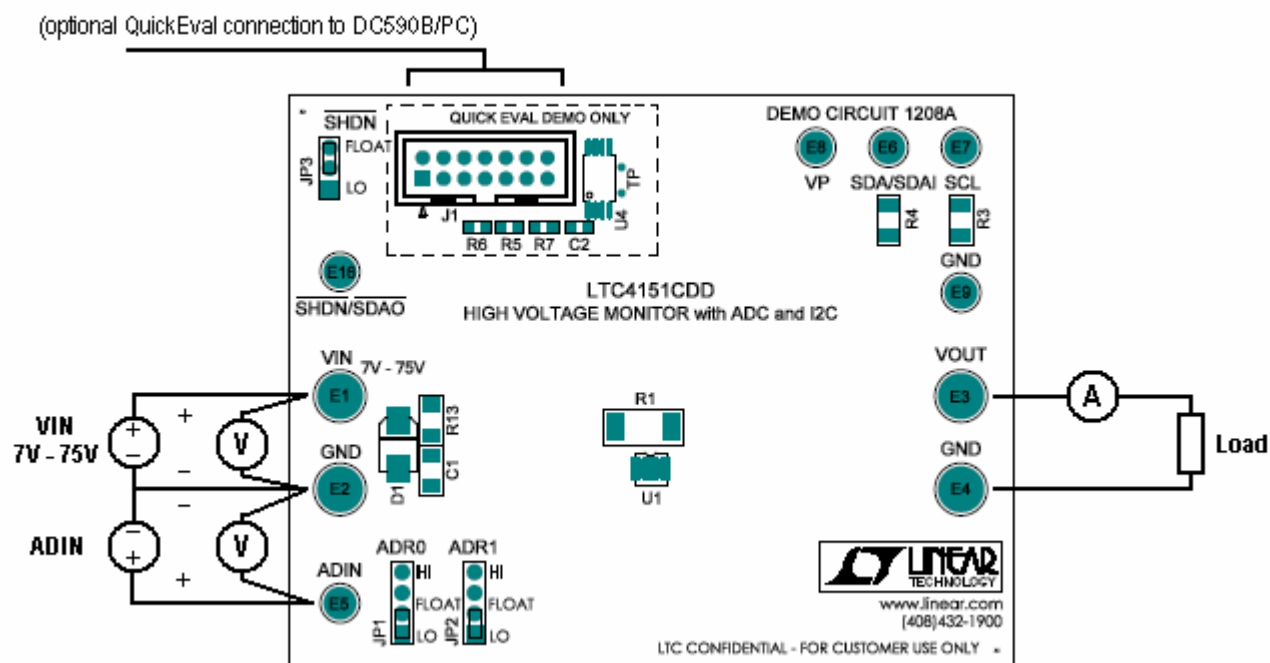 (optional QuickEval connection to DC590B/PC)
SHDN
FLOAT
LO
JP3
QUICK EVAL DEMO ONLY
J1
TP
U4
R6 R5 R7 C2
DEMO CIRCUIT 1208A
E8 E6 E7
VP SDA/SDAI SCL
R4
R3
GND
E9
E16
SHDN/SDAO
LTC4151CDD
HIGH VOLTAGE MONITOR with ADC and I2C
VIN
7V - 75V
E1
GND
E2
D1
R13
C1
R1
U1
VOUT
E3
GND
E4
A
Load
VIN
7V - 75V
+
−
V
+
−
ADIN
−
+
V
−
+
ADIN
E5
ADR0 ADR1
HI HI
FLOAT FLOAT
LO LO
JP1 JP2
LINEAR
TECHNOLOGY
www.linear.com
(408)432-1900
LTC CONFIDENTIAL - FOR CUSTOMER USE ONLY